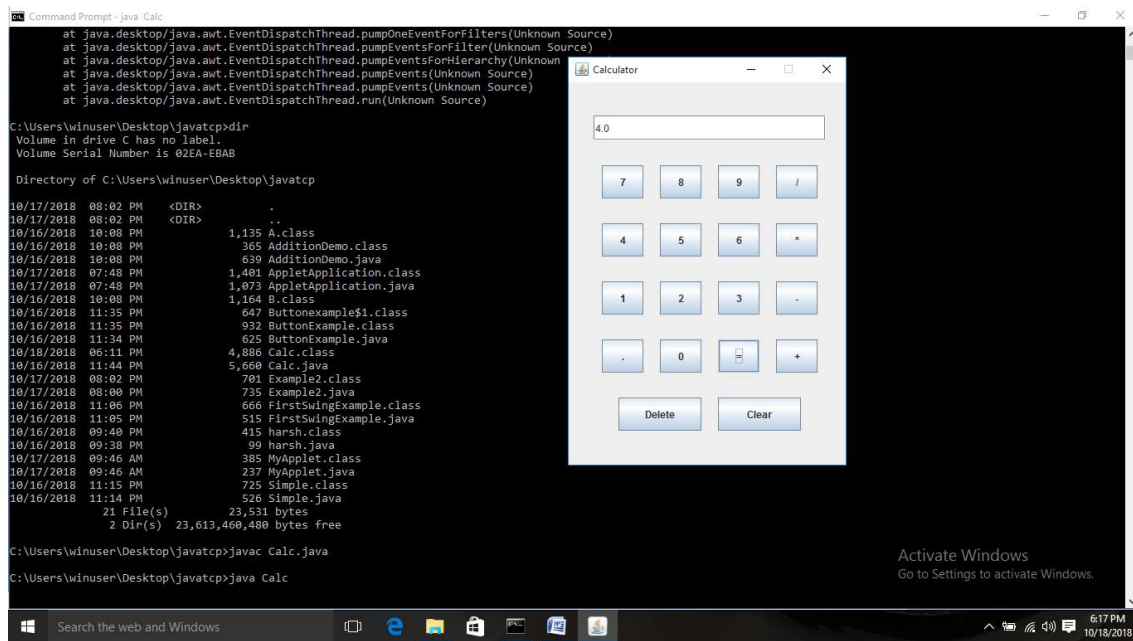 Command Prompt - java Calc
at java.desktop/java.awt.EventDispatchThread.pumpOneEventForFilters(Unknown Source)
at java.desktop/java.awt.EventDispatchThread.pumpEventsForFilter(Unknown Source)
at java.desktop/java.awt.EventDispatchThread.pumpEventsForHierarchy(Unknown
at java.desktop/java.awt.EventDispatchThread.pumpEvents(Unknown Source)
at java.desktop/java.awt.EventDispatchThread.pumpEvents(Unknown Source)
at java.desktop/java.awt.EventDispatchThread.run(Unknown Source)
C:\Users\winuser\Desktop\javatcp>dir
Volume in drive C has no label.
Volume Serial Number is 02EA-EBAB
Directory of C:\Users\winuser\Desktop\javatcp
10/17/2018 08:02 PM <DIR> .
10/17/2018 08:02 PM <DIR> ..
10/16/2018 10:08 PM 1,135 A.class
10/16/2018 10:08 PM 365 AdditionDemo.class
10/16/2018 10:08 PM 639 AdditionDemo.java
10/17/2018 07:48 PM 1,401 AppletApplication.class
10/17/2018 07:48 PM 1,073 AppletApplication.java
10/16/2018 10:08 PM 1,164 B.class
10/16/2018 11:35 PM 647 Buttonexample$1.class
10/16/2018 11:35 PM 932 ButtonExample.class
10/16/2018 11:34 PM 625 ButtonExample.java
10/18/2018 06:11 PM 4,886 Calc.class
10/16/2018 11:44 PM 5,660 Calc.java
10/17/2018 08:02 PM 701 Example2.class
10/17/2018 08:00 PM 735 Example2.java
10/16/2018 11:06 PM 666 FirstSwingExample.class
10/16/2018 11:05 PM 515 FirstSwingExample.java
10/16/2018 09:40 PM 415 harsh.class
10/16/2018 09:38 PM 99 harsh.java
10/17/2018 09:46 AM 385 MyApplet.class
10/17/2018 09:46 AM 237 MyApplet.java
10/16/2018 11:15 PM 725 Simple.class
10/16/2018 11:14 PM 526 Simple.java
21 File(s) 23,531 bytes
2 Dir(s) 23,613,460,480 bytes free
C:\Users\winuser\Desktop\javatcp>javac Calc.java
C:\Users\winuser\Desktop\javatcp>java Calc
Calculator
4.0
7 8 9 /
4 5 6 *
1 2 3 -
. 0 = +
Delete Clear
Activate Windows
Go to Settings to activate Windows.
Search the web and Windows
6:17 PM
10/18/2018